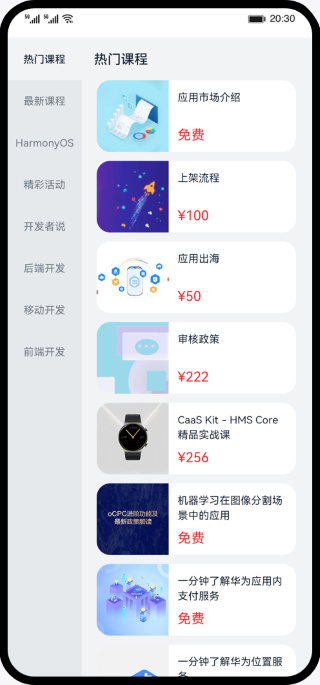 5G 5G 20:30
热门课程
最新课程
HarmonyOS
精彩活动
开发者说
后端开发
移动开发
前端开发
热门课程
应用市场介绍
免费
上架流程
¥100
应用出海
¥50
审核政策
¥222
CaaS Kit - HMS Core
精品实战课
¥256
oCPC进阶功能及
最新政策解读
机器学习在图像分割场
景中的应用
免费
一分钟了解华为应用内
支付服务
免费
一分钟了解华为位置服
务